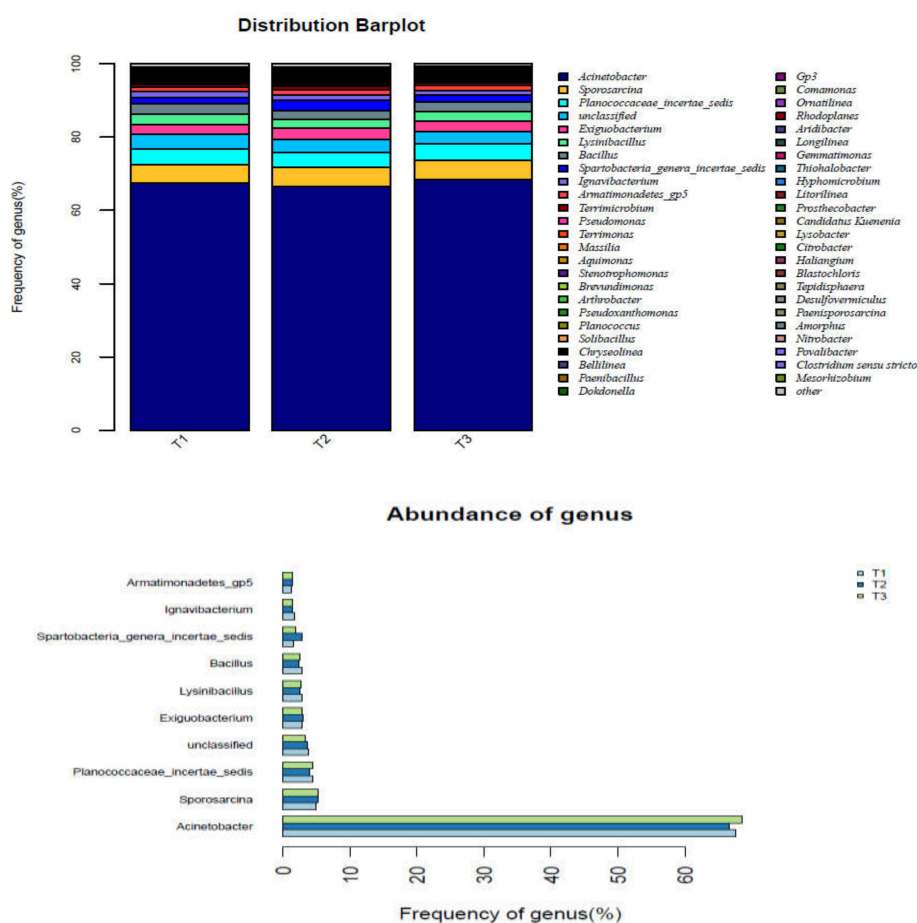 Distribution Barplot
Frequency of genus(%)
100
80
60
40
20
0
T1
T2
T3
Acinetobacter
Sporosarcina
Planococcaceae_incertae_sedis
unclassified
Exiguobacterium
Lysinibacillus
Bacillus
Spartobacteria_genera_incertae_sedis
Ignavibacterium
Armatimonadetes_gp5
Terrimicrobium
Pseudomonas
Terrimonas
Massilia
Aquimonas
Stenotrophomonas
Brevundimonas
Arthrobacter
Pseudoxanthomonas
Planococcus
Solibacillus
Chryseolinea
Bellilinea
Paenibacillus
Dokdonella
Gp3
Comamonas
Ornatilinea
Rhodoplanes
Aridibacter
Longilinea
Gemmatimonas
Thiohalobacter
Hyphomicrobium
Litorilinea
Prosthecobacter
Candidatus Kuenenia
Lysobacter
Citrobacter
Haliangium
Blastochloris
Tepidisphaera
Desulfovermiculus
Paenisporosarcina
Amorphus
Nitrobacter
Povalibacter
Clostridium sensu stricto
Mesorhizobium
other
Abundance of genus
Armatimonadetes_gp5
Ignavibacterium
Spartobacteria_genera_incertae_sedis
Bacillus
Lysinibacillus
Exiguobacterium
unclassified
Planococcaceae_incertae_sedis
Sporosarcina
Acinetobacter
T1
T2
T3
0
10
20
30
40
50
60
Frequency of genus(%)